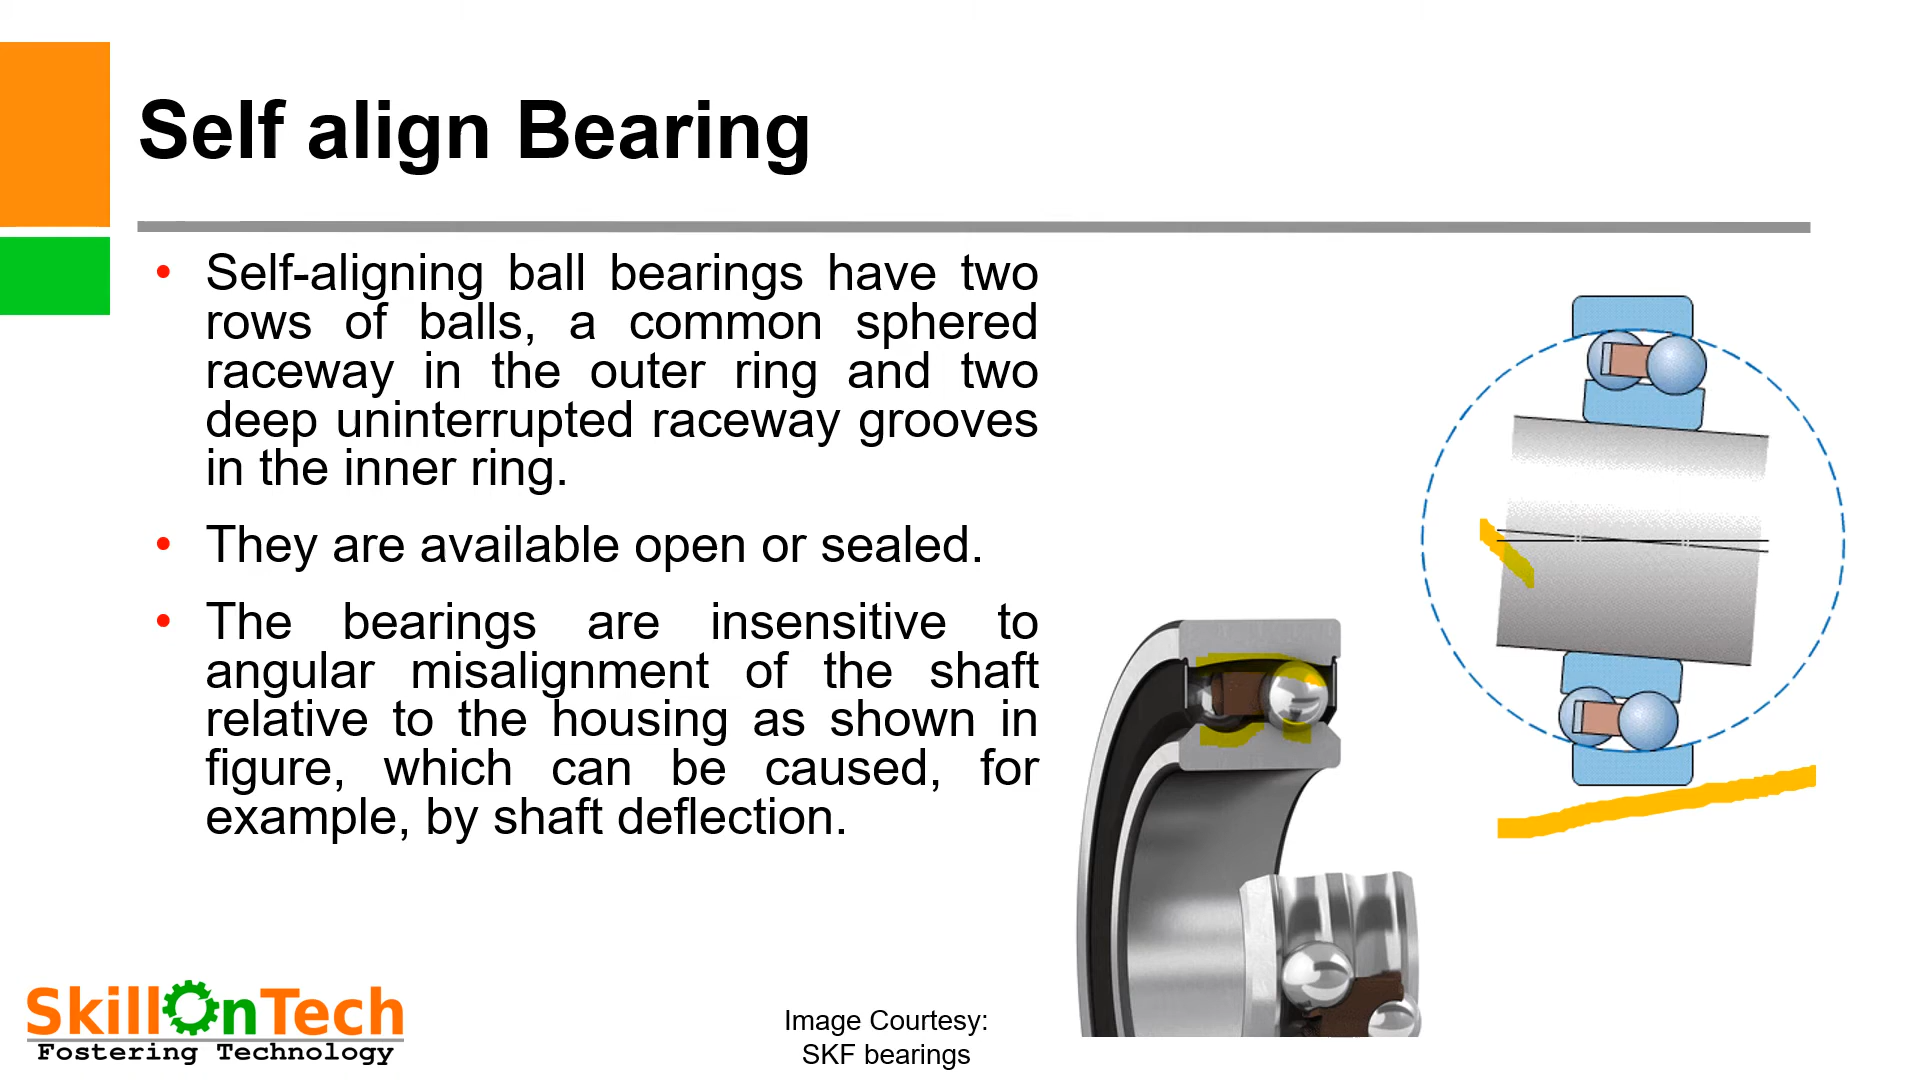 Self align Bearing
• Self-aligning ball bearings have two
rows of balls, a common sphered
raceway in the outer ring and two
deep uninterrupted raceway grooves
in the inner ring.
• They are available open or sealed.
• The bearings are insensitive to
angular misalignment of the shaft
relative to the housing as shown in
figure, which can be caused, for
example, by shaft deflection.
SkillOnTech
Fostering Technology
Image Courtesy:
SKF bearings